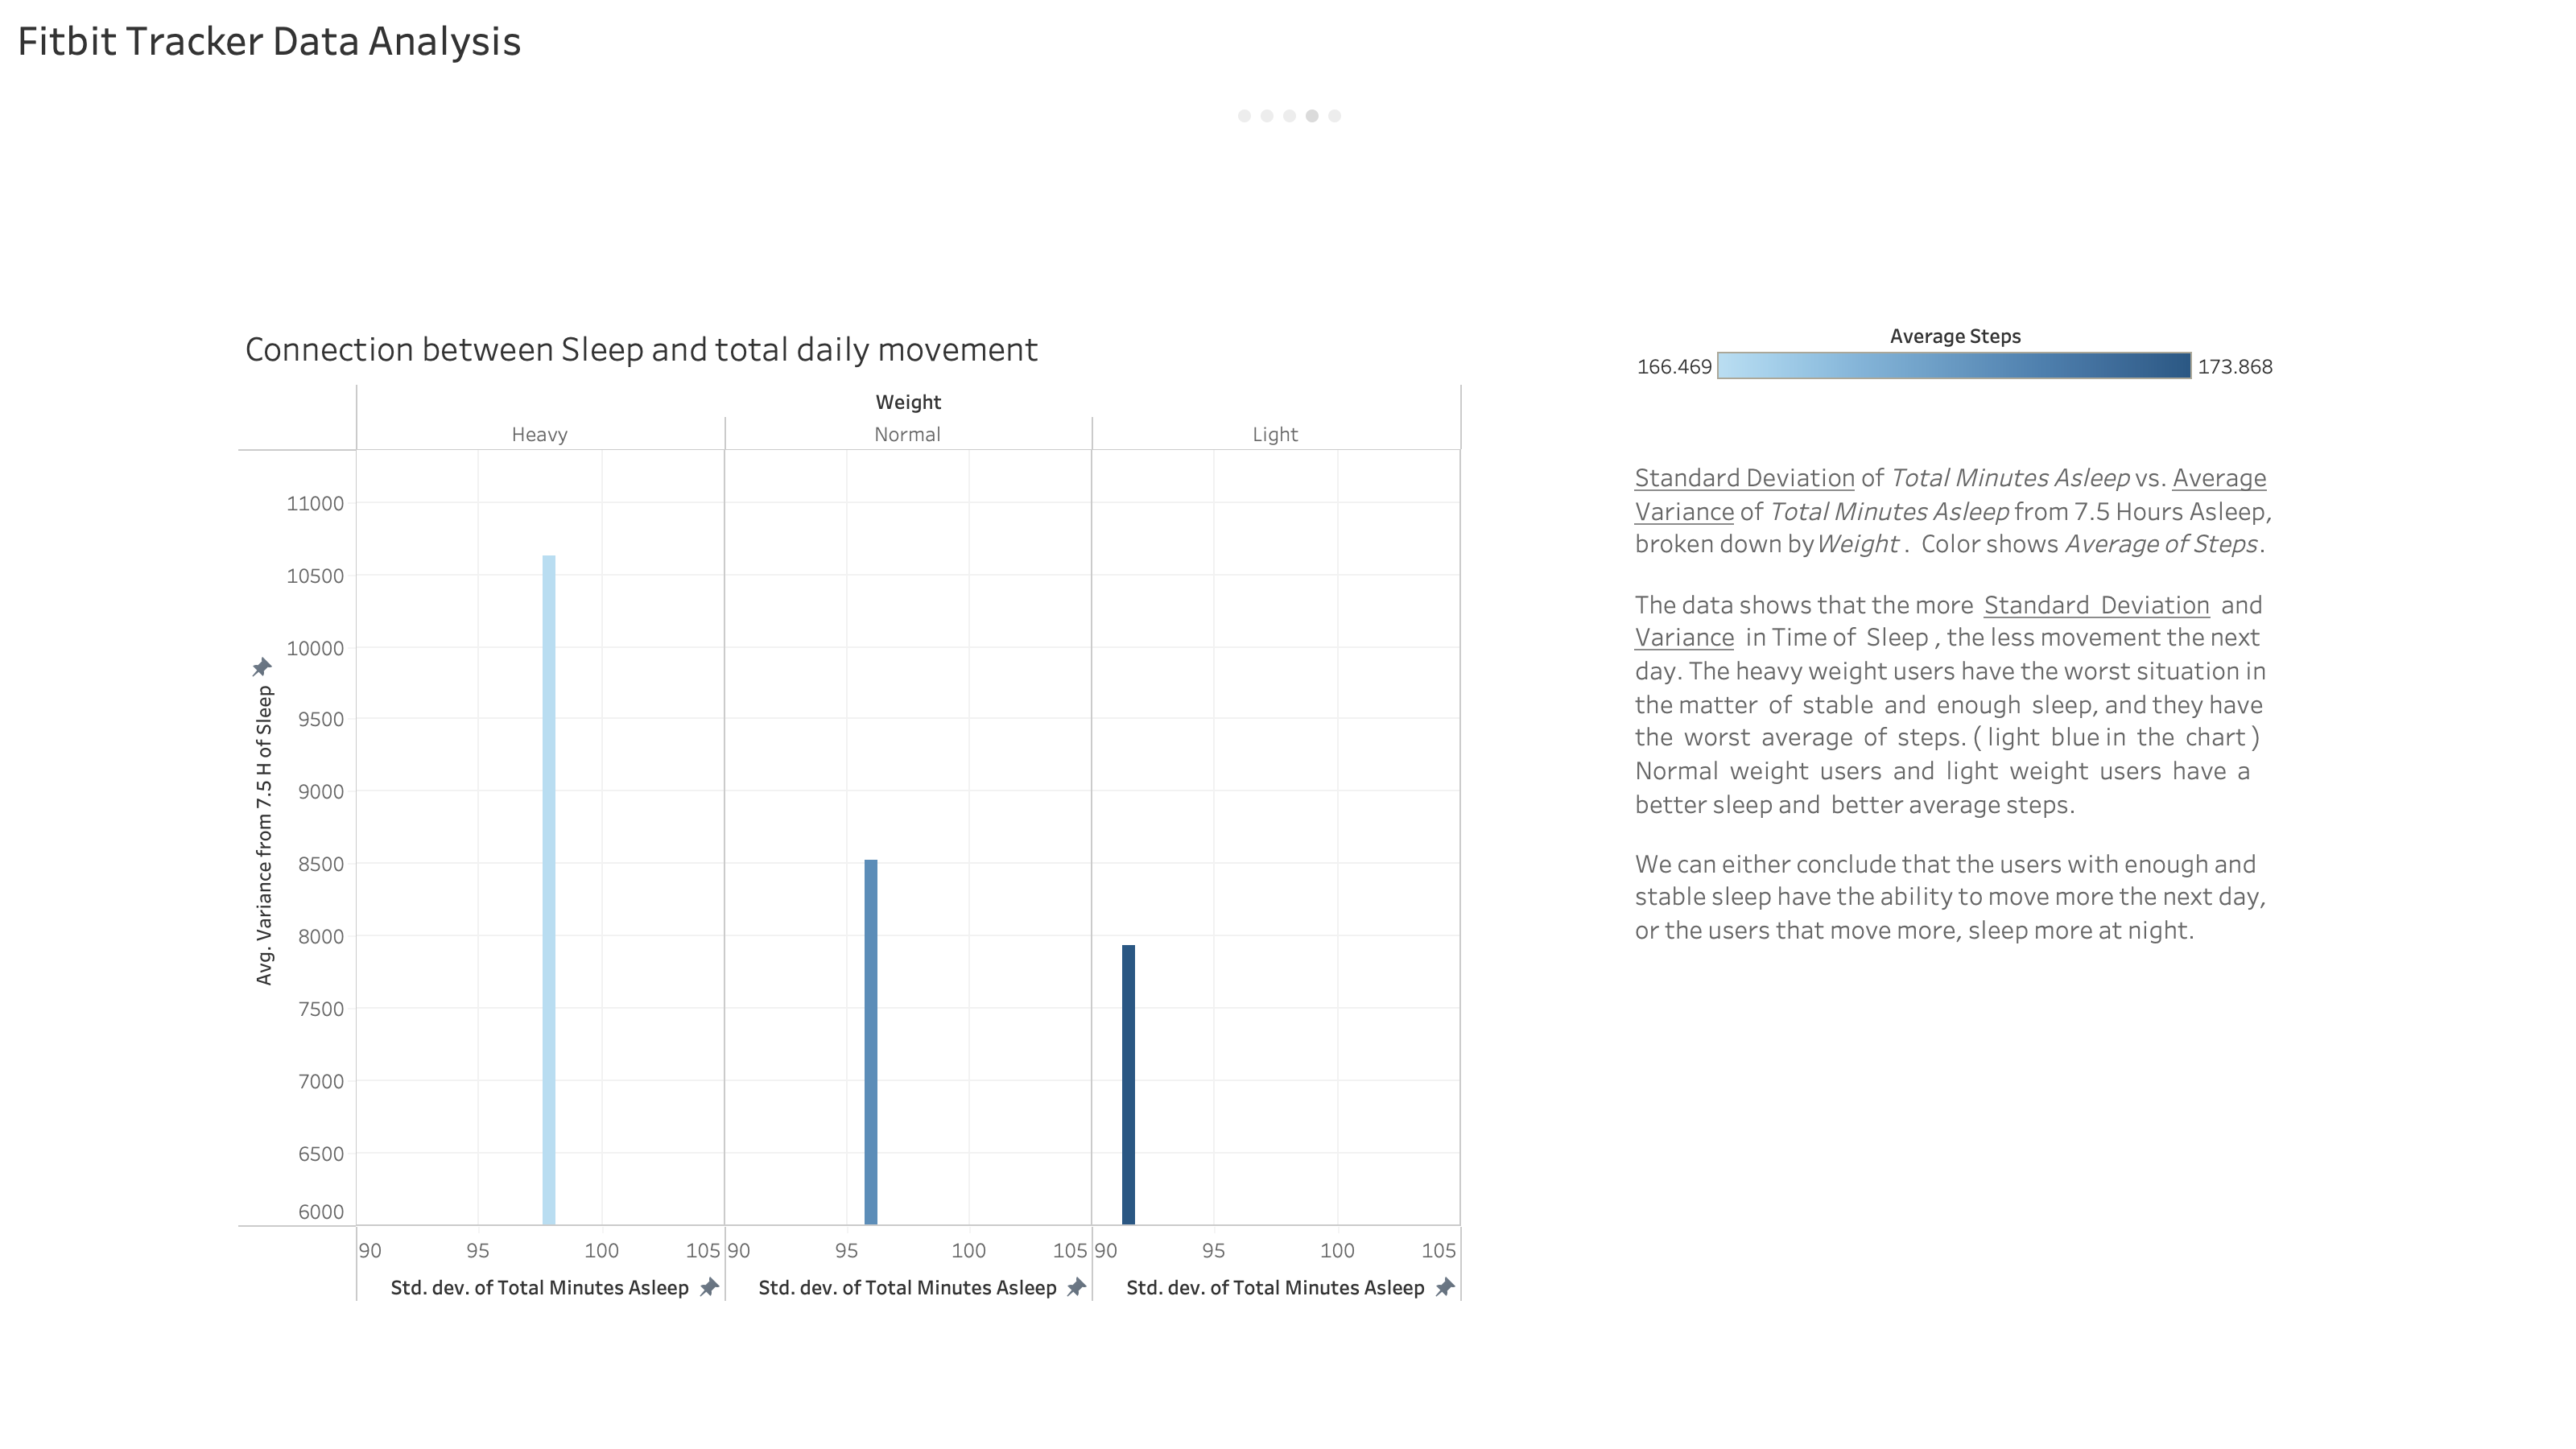 Fitbit Tracker Data Analysis
Connection between Sleep and total daily movement
Weight
Heavy
Normal
Light
Avg. Variance from 7.5 H of Sleep
11000
10500
10000
9500
9000
8500
8000
7500
7000
6500
6000
90 95 100 105 90 95 100 105 90 95 100 105
Std. dev. of Total Minutes Asleep
Std. dev. of Total Minutes Asleep
Std. dev. of Total Minutes Asleep
Average Steps
166.469 173.868
Standard Deviation of Total Minutes Asleep vs. Average
Variance of Total Minutes Asleep from 7.5 Hours Asleep,
broken down by Weight . Color shows Average of Steps.
The data shows that the more Standard Deviation and
Variance in Time of Sleep , the less movement the next
day. The heavy weight users have the worst situation in
the matter of stable and enough sleep, and they have
the worst average of steps. ( light blue in the chart )
Normal weight users and light weight users have a
better sleep and better average steps.
We can either conclude that the users with enough and
stable sleep have the ability to move more the next day,
or the users that move more, sleep more at night.